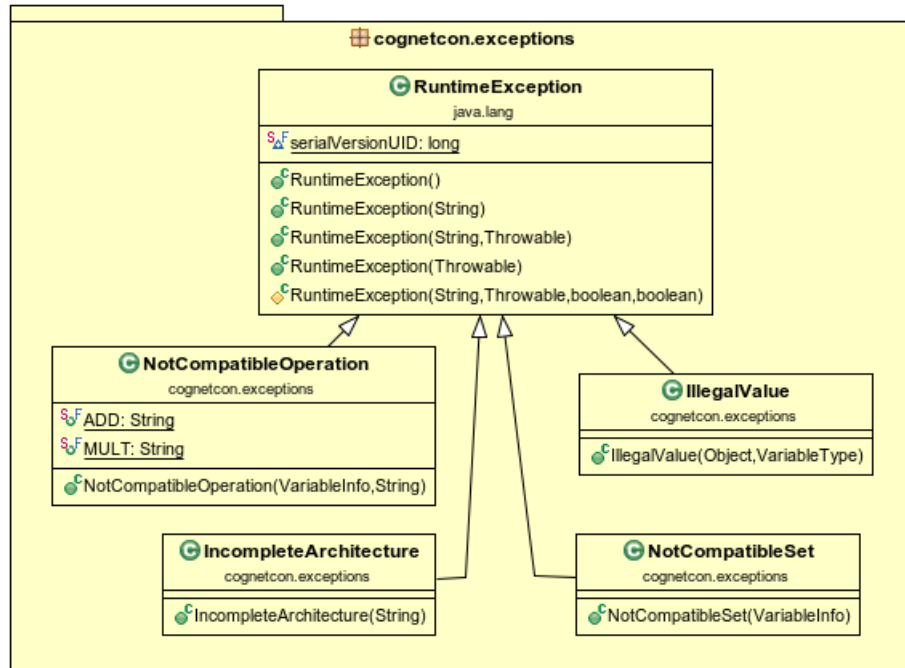 cognetcon.exceptions
RuntimeException
java.lang
serialVersionUID: long
RuntimeException()
RuntimeException(String)
RuntimeException(String,Throwable)
RuntimeException(Throwable)
RuntimeException(String,Throwable,boolean,boolean)
NotCompatibleOperation
cognetcon.exceptions
ADD: String
MULT: String
NotCompatibleOperation(VariableInfo,String)
IllegalValue
cognetcon.exceptions
IllegalValue(Object,VariableType)
IncompleteArchitecture
cognetcon.exceptions
IncompleteArchitecture(String)
NotCompatibleSet
cognetcon.exceptions
NotCompatibleSet(VariableInfo)